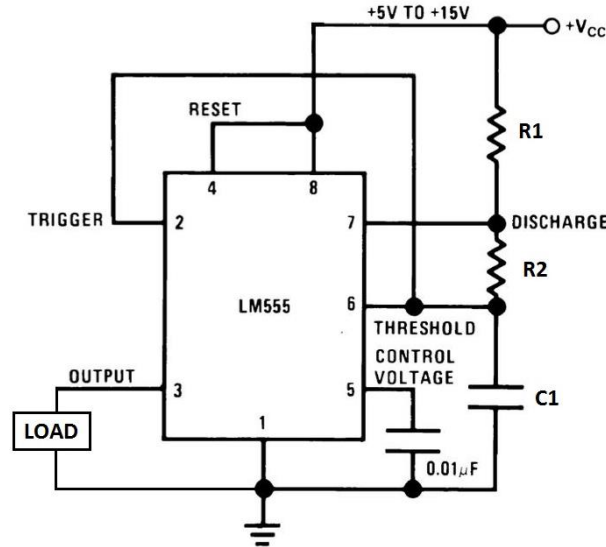 +5V TO +15V
+VCC
RESET
R1
4
8
TRIGGER
2
7
DISCHARGE
R2
LM555
6
THRESHOLD
CONTROL
VOLTAGE
OUTPUT
3
5
C1
LOAD
1
0.01μF